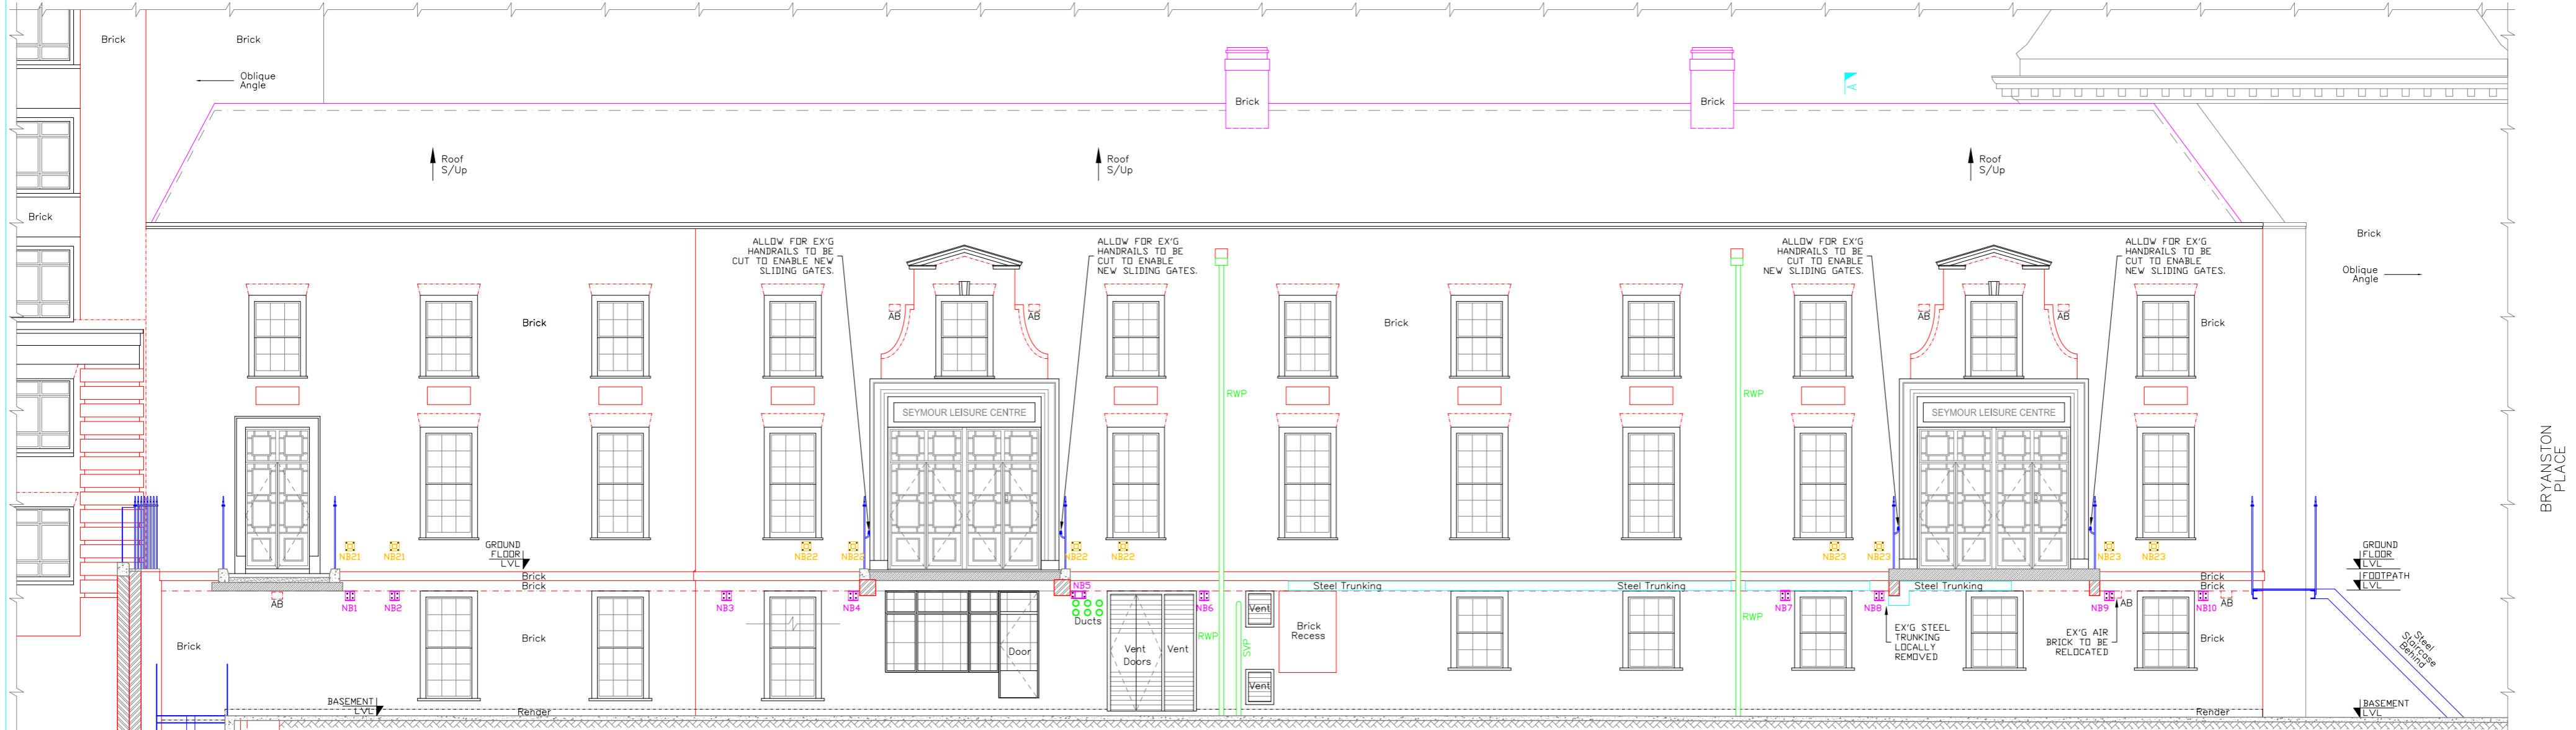 Brick
Brick
Oblique
Angle
Brick
Brick
A
Roof
S/Up
Roof
S/Up
Roof
S/Up
Brick
Brick
Oblique
Angle
ALLOW FOR EX'G
HANDRAILS TO BE
CUT TO ENABLE NEW
SLIDING GATES.
ALLOW FOR EX'G
HANDRAILS TO BE
CUT TO ENABLE
NEW SLIDING GATES.
ALLOW FOR EX'G
HANDRAILS TO BE
CUT TO ENABLE
NEW SLIDING GATES.
ALLOW FOR EX'G
HANDRAILS TO BE
CUT TO ENABLE
NEW SLIDING GATES.
Brick
AB
AB
Brick
AB
AB
Brick
RWP
RWP
SEYMOUR LEISURE CENTRE
SEYMOUR LEISURE CENTRE
BRYANSTON
PLACE
NB21
NB21
GROUND
FLOOR
LVL
NB22
NB22
NB22
NB22
NB23
NB23
NB23
NB23
GROUND
FLOOR
LVL
FOOTPATH
LVL
Brick
Brick
Brick
Brick
Steel Trunking
Steel Trunking
Steel Trunking
AB
NB1
NB2
NB3
NB4
NB5
NB6
NB7
NB8
NB9
AB
NB10
AB
Ducts
Vent
Brick
Recess
RWP
RWP
SVP
Brick
Brick
Door
Vent
Doors
Vent
Vent
EX'G STEEL
TRUNKING
LOCALLY
REMOVED
EX'G AIR
BRICK TO BE
RELOCATED
Brick
Steel
Staircase
Behind
BASEMENT
LVL
Render
Render
BASEMENT
LVL